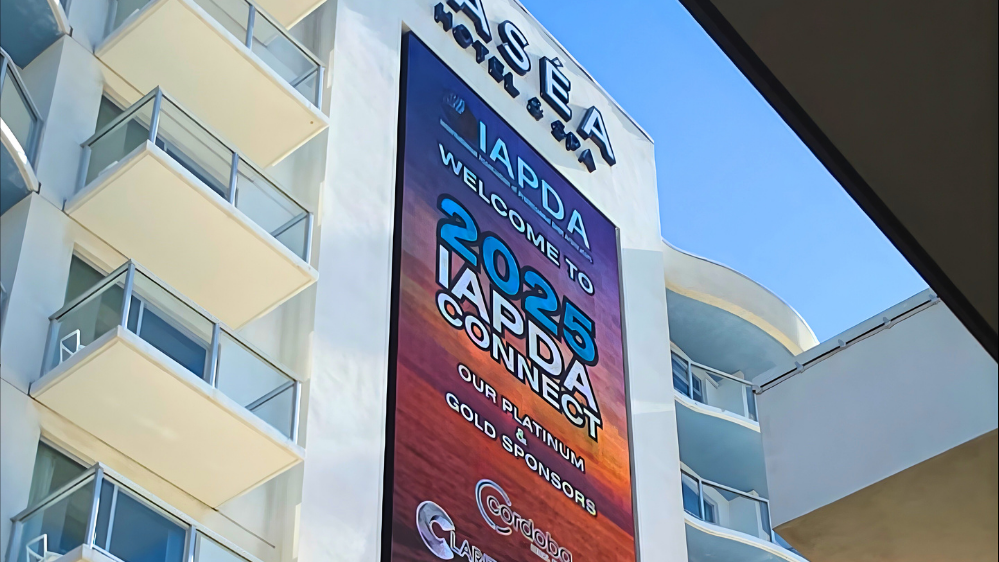 ASÉA
HOTEL & SPA
IAPDA
WELCOME TO
2025
IAPDA
CONNECT
OUR PLATINUM
&
GOLD SPONSORS
cordoba